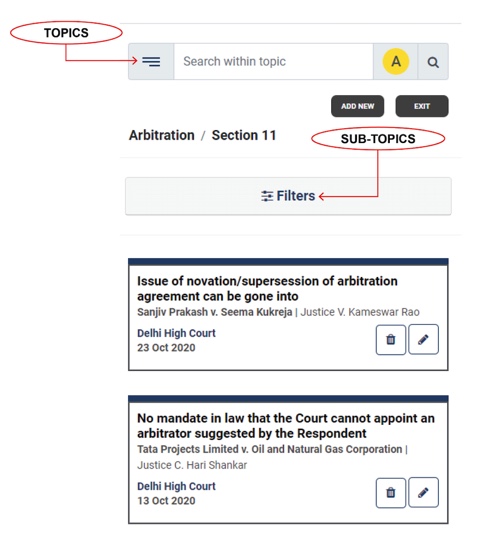 TOPICS
Search within topic
A
ADD NEW
EXIT
Arbitration / Section 11
SUB-TOPICS
Filters
Issue of novation/supersession of arbitration
agreement can be gone into
Sanjiv Prakash v. Seema Kukreja | Justice V. Kameswar Rao
Delhi High Court
23 Oct 2020
No mandate in law that the Court cannot appoint an
arbitrator suggested by the Respondent
Tata Projects Limited v. Oil and Natural Gas Corporation |
Justice C. Hari Shankar
Delhi High Court
13 Oct 2020